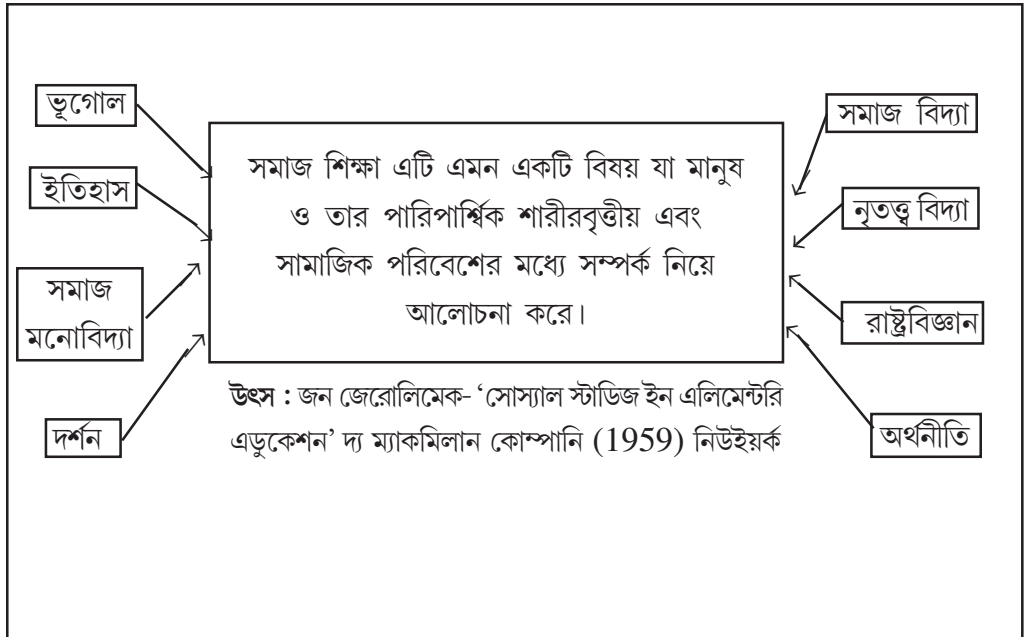 ভূগোল
ইতিহাস
সমাজ
মনোবিদ্যা
দর্শন
সমাজ শিক্ষা এটি এমন একটি বিষয় যা মানুষ
ও তার পারিপার্শ্বিক শারীরবৃত্তীয় এবং
সামাজিক পরিবেশের মধ্যে সম্পর্ক নিয়ে
আলোচনা করে।
উৎস : জন জেরোলিমেক- ‘সোস্যাল স্টাডিজ ইন এলিমেন্টরি
এডুকেশন’ দ্য ম্যাকমিলান কোম্পানি (1959) নিউইয়র্ক
সমাজ বিদ্যা
নৃতত্ত্ব বিদ্যা
রাষ্ট্রবিজ্ঞান
অর্থনীতি